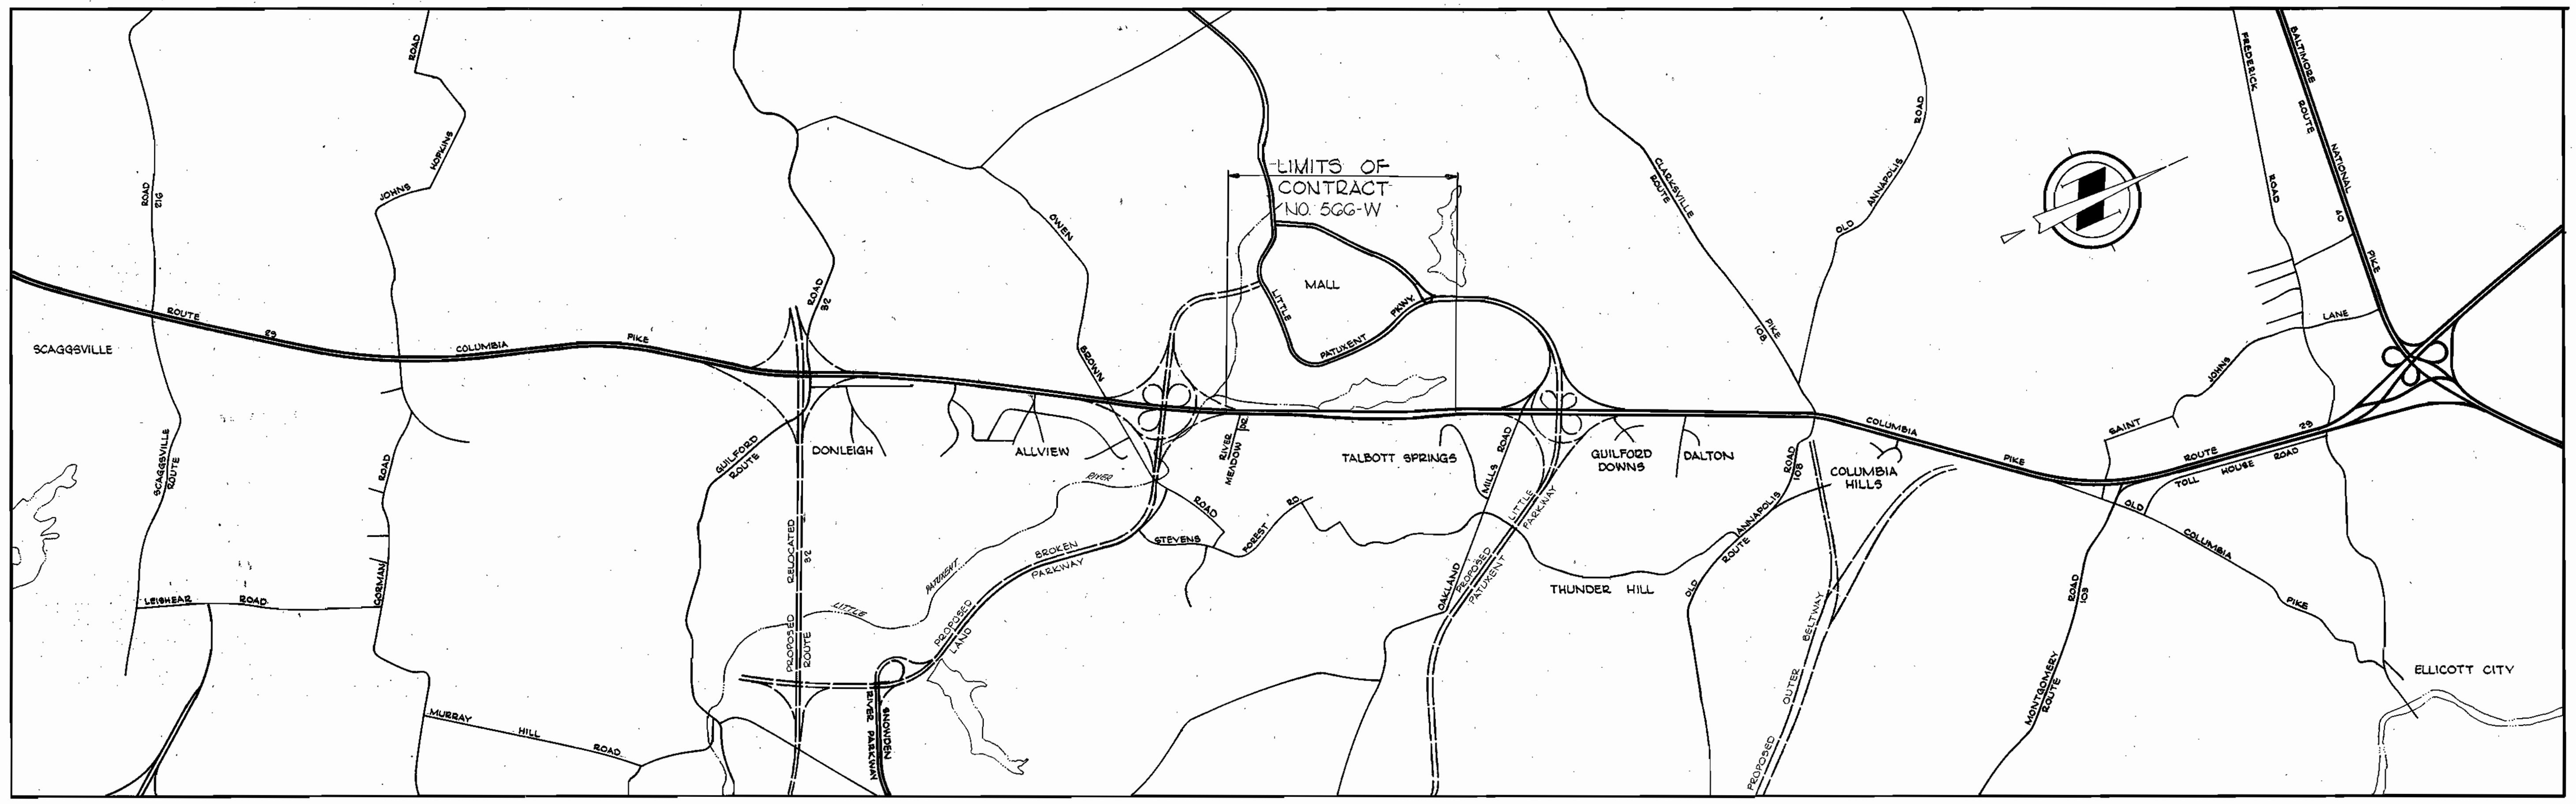 ROAD
HOPKINS
JOHNS
ROAD
216
SCAGGSVILLE
ROUTE
29
COLUMBIA
PIKE
SCAGGSVILLE
ROUTE
ROAD
GORMAN
LEISHEAR ROAD
MURRAY HILL ROAD
ROAD
32
GUILFORD
ROUTE
DONLEIGH
ALLVIEW
OWEN
BROWN
ROAD
PROPOSED RELOCATED
ROUTE 32
LITTLE
PATUXENT
RIVER
PROPOSED
BROKEN
LAND
PARKWAY
SNOWDEN
RIVER PARKWAY
STEVENS
FOREST
RD.
RIVER
MEADOW
DR.
LIMITS OF
CONTRACT
NO. 566-W
MALL
LITTLE
PATUXENT
PKWY.
TALBOTT SPRINGS
OAKLAND
MILLS
ROAD
PROPOSED
LITTLE
PATUXENT
PARKWAY
GUILFORD
DOWNS
DALTON
THUNDER HILL
CLARKSVILLE
ROUTE
PIKE
108
OLD
ANNAPOLIS
ROAD
OLD
ANNAPOLIS
ROAD
ROUTE
108
COLUMBIA
HILLS
PROPOSED
OUTER
BELTWAY
COLUMBIA
PIKE
ROUTE
29
OLD
COLUMBIA
PIKE
TOLL HOUSE ROAD
MONTGOMERY
ROUTE
ROAD
103
SAINT
JOHNS
LANE
FREDERICK
ROAD
BALTIMORE
NATIONAL
PIKE
ROUTE
40
ELLICOTT CITY